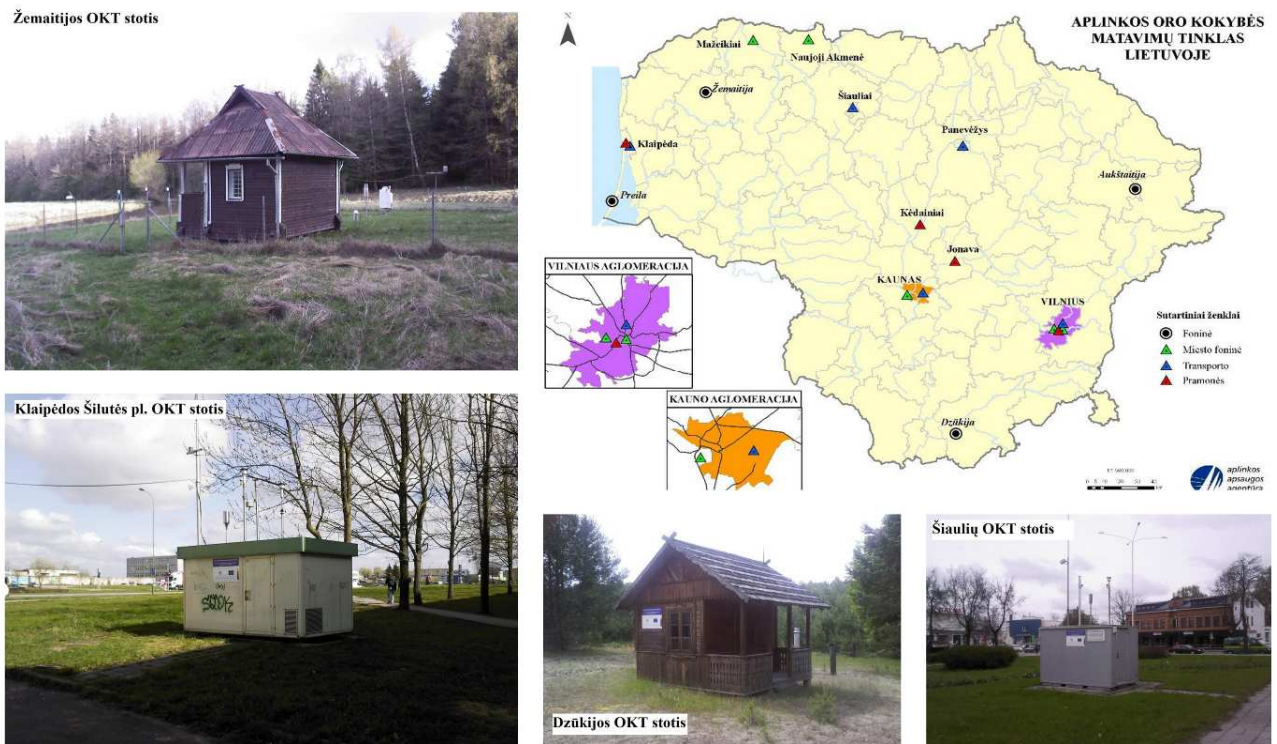 Žemaitijos OKT stotis
APLINKOS ORO KOKYBĖS
MATAVIMŲ TINKLAS
LIETUVOJE
N
Mažeikiai
Naujoji Akmenė
Žemaitija
Šiauliai
Klaipėda
Panevėžys
Preila
Aukštaitija
Kėdainiai
Jonava
KAUNAS
VILNIUS
Dzūkija
VILNIAUS AGLOMERACIJA
KAUNO AGLOMERACIJA
Sutartiniai ženklai
Foninė
Miesto foninė
Transporto
Pramonės
aplinkos
apsaugos
agentūra
Klaipėdos Šilutės pl. OKT stotis
Dzūkijos OKT stotis
Šiaulių OKT stotis